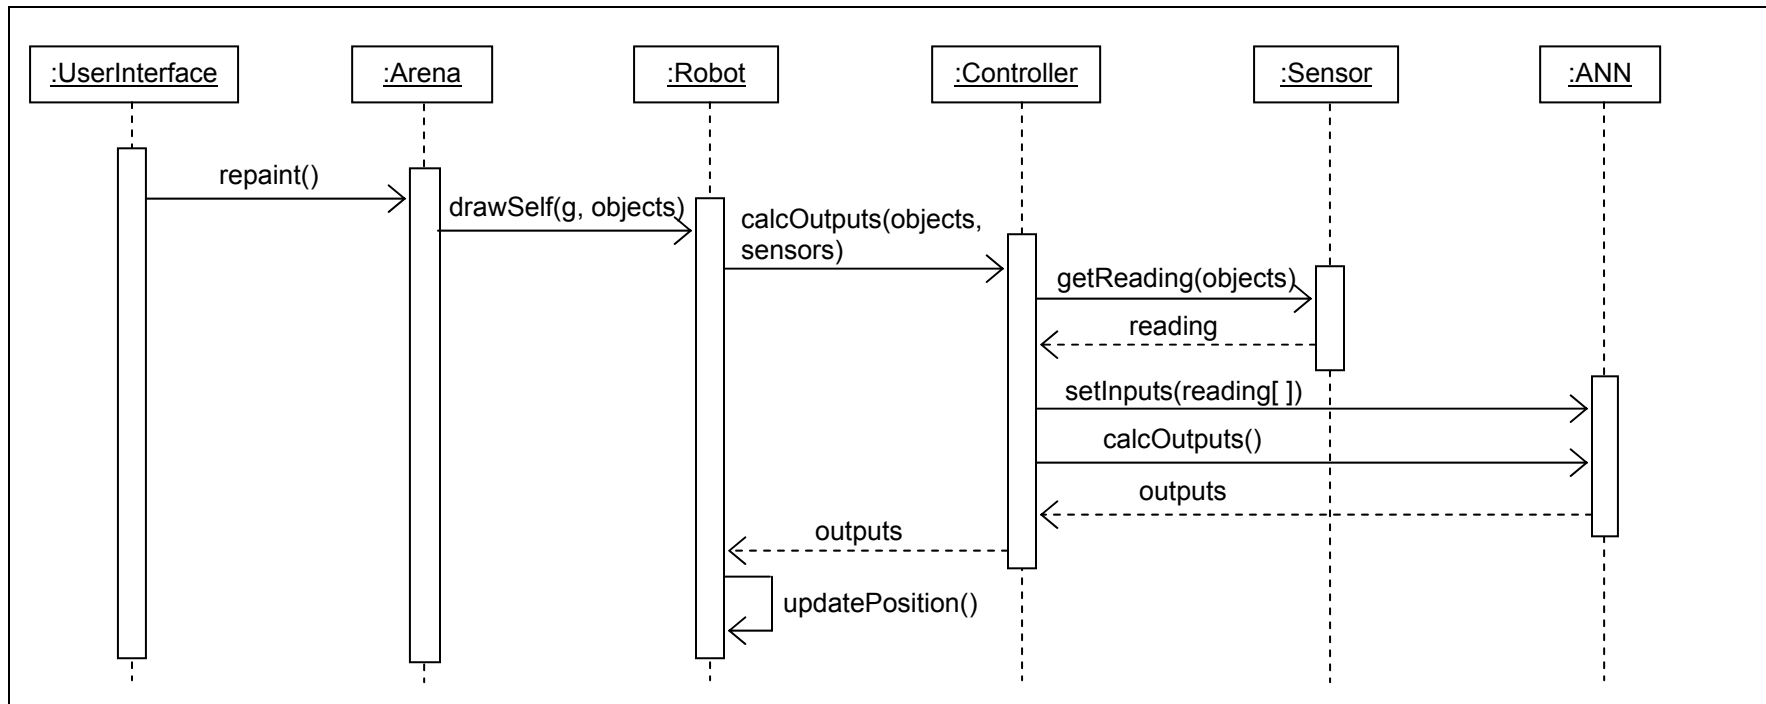 :UserInterface
:Arena
:Robot
:Controller
:Sensor
:ANN
repaint()
drawSelf(g, objects)
calcOutputs(objects,
sensors)
getReading(objects)
reading
setInputs(reading[ ])
calcOutputs()
outputs
outputs
updatePosition()